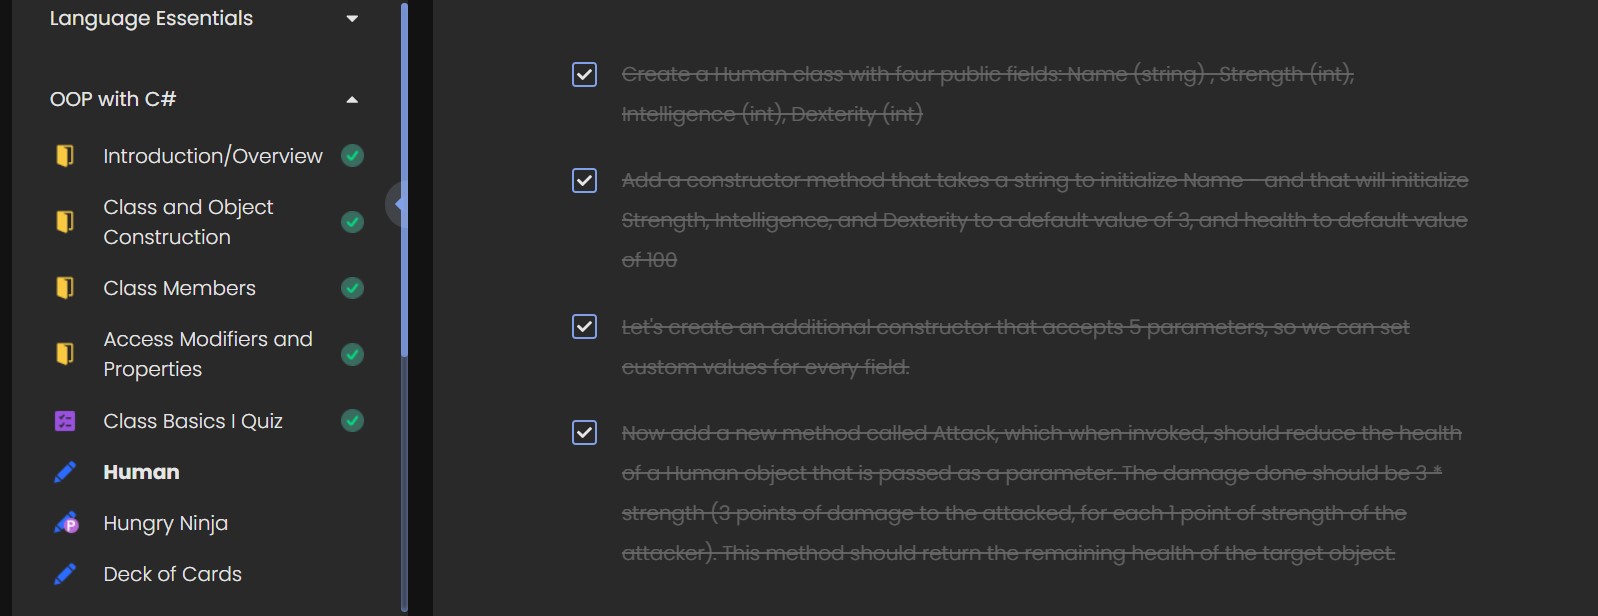 Language Essentials
OOP with C#
Introduction/Overview
Class and Object
Construction
Class Members
Access Modifiers and
Properties
Class Basics I Quiz
Human
Hungry Ninja
P
Deck of Cards
Create a Human class with four public fields: Name (string) , Strength (int),
Intelligence (int), Dexterity (int)
Add a constructor method that takes a string to initialize Name - and that will initialize
Strength, Intelligence, and Dexterity to a default value of 3, and health to default value
of 100
Let's create an additional constructor that accepts 5 parameters, so we can set
custom values for every field.
Now add a new method called Attack, which when invoked, should reduce the health
of a Human object that is passed as a parameter. The damage done should be 3 *
strength (3 points of damage to the attacked, for each 1 point of strength of the
attacker). This method should return the remaining health of the target object.